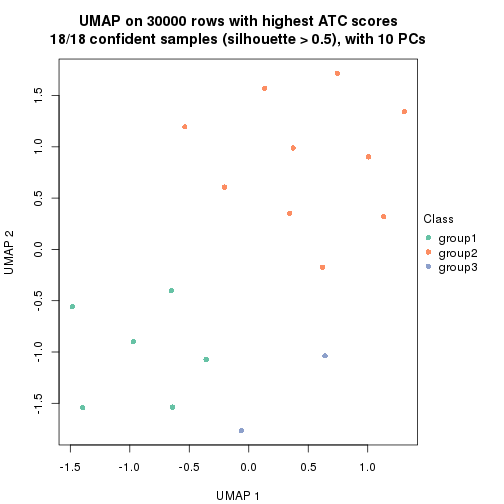 UMAP on 30000 rows with highest ATC scores
18/18 confident samples (silhouette > 0.5), with 10 PCs
1.5
1.0
0.5
0.0
-0.5
-1.0
-1.5
UMAP 2
-1.5
-1.0
-0.5
0.0
0.5
1.0
UMAP 1
Class
group1
group2
group3